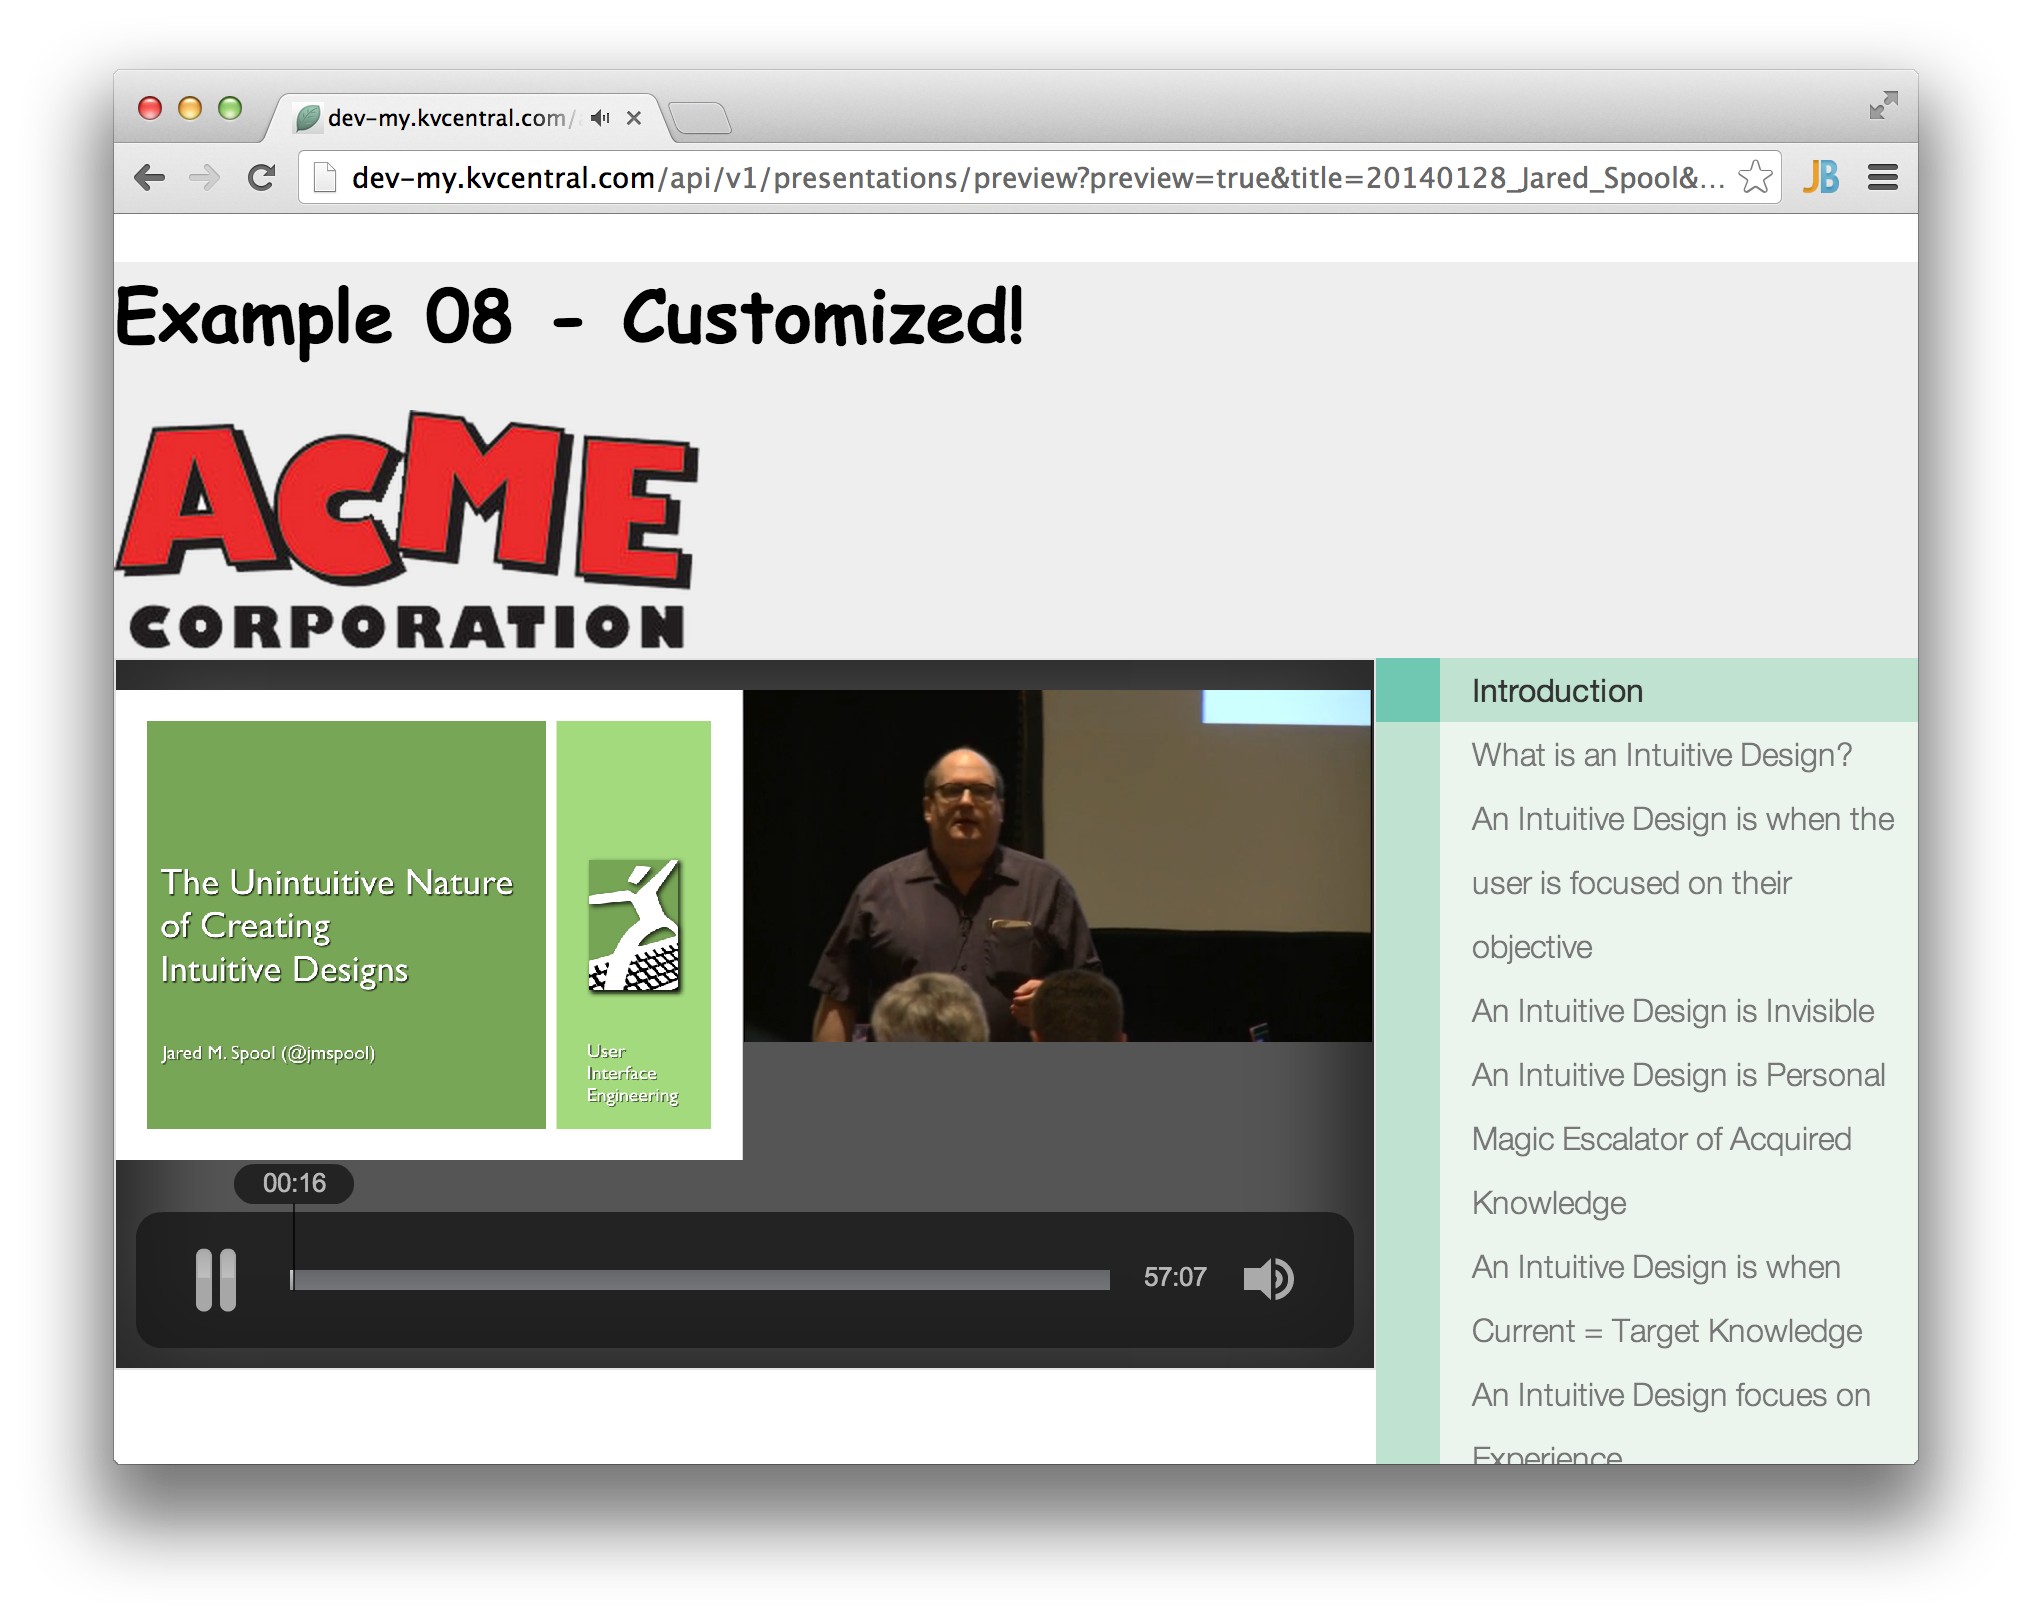 dev-my.kvcentral.com/
dev-my.kvcentral.com/api/v1/presentations/preview?preview=true&title=20140128_Jared_Spool&...
JB
Example 08 - Customized!
ACME
CORPORATION
The Unintuitive Nature
of Creating
Intuitive Designs
Jared M. Spool (@jmspool)
User
Interface
Engineering
00:16
57:07
Introduction
What is an Intuitive Design?
An Intuitive Design is when the
user is focused on their
objective
An Intuitive Design is Invisible
An Intuitive Design is Personal
Magic Escalator of Acquired
Knowledge
An Intuitive Design is when
Current = Target Knowledge
An Intuitive Design focues on
Experience